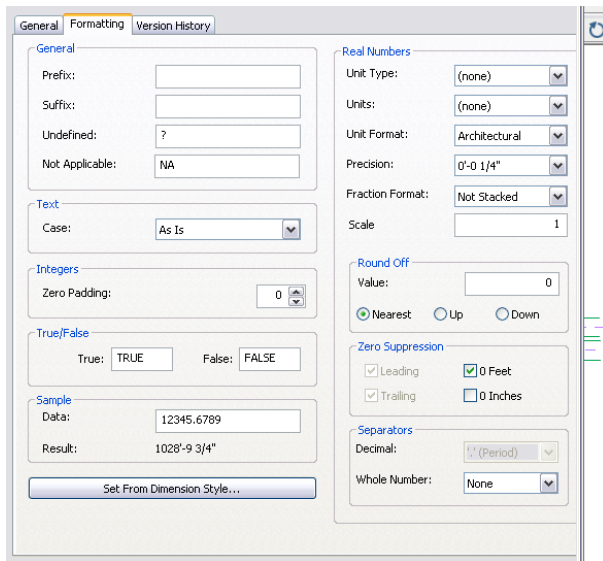 General Formatting Version History
General
Prefix:
Suffix:
Undefined: ?
Not Applicable: NA
Text
Case: As Is
Integers
Zero Padding: 0
True/False
True: TRUE False: FALSE
Sample
Data: 12345.6789
Result: 1028'-9 3/4"
Set From Dimension Style...
Real Numbers
Unit Type: (none)
Units: (none)
Unit Format: Architectural
Precision: 0'-0 1/4"
Fraction Format: Not Stacked
Scale 1
Round Off
Value: 0
Nearest Up Down
Zero Suppression
Leading 0 Feet
Trailing 0 Inches
Separators
Decimal: '.' (Period)
Whole Number: None